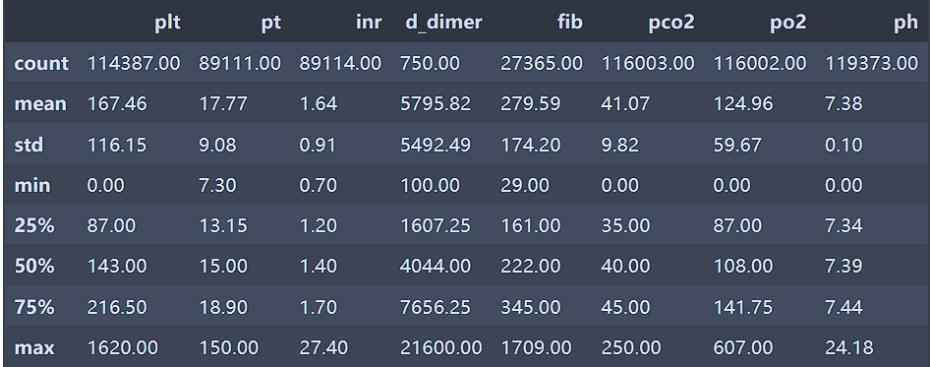 plt pt inr d_dimer fib pco2 po2 ph
count 114387.00 89111.00 89114.00 750.00 27365.00 116003.00 116002.00 119373.00
mean 167.46 17.77 1.64 5795.82 279.59 41.07 124.96 7.38
std 116.15 9.08 0.91 5492.49 174.20 9.82 59.67 0.10
min 0.00 7.30 0.70 100.00 29.00 0.00 0.00 0.00
25% 87.00 13.15 1.20 1607.25 161.00 35.00 87.00 7.34
50% 143.00 15.00 1.40 4044.00 222.00 40.00 108.00 7.39
75% 216.50 18.90 1.70 7656.25 345.00 45.00 141.75 7.44
max 1620.00 150.00 27.40 21600.00 1709.00 250.00 607.00 24.18